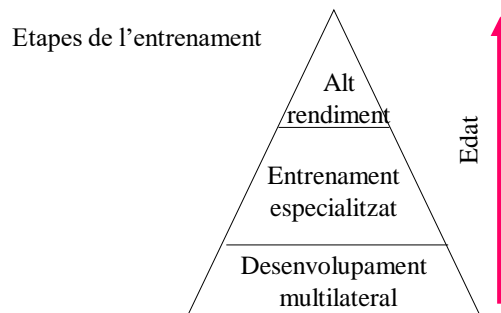 Etapes de l’entrenament
Alt
rendiment
Edat
Entrenament
especialitzat
Desenvolupament
multilateral